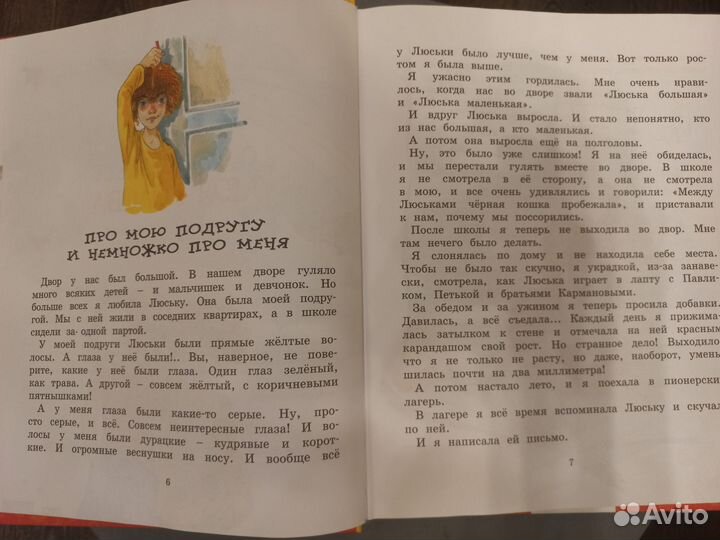 ПРО МОЮ ПОДРУГУ
И НЕМНОЖКО ПРО МЕНЯ
Двор у нас был большой. В нашем дворе гуляло
много всяких детей – и мальчишек и девчонок. Но
больше всех я любила Люську. Она была моей подру-
гой. Мы с ней жили в соседних квартирах, а в школе
сидели за одной партой.
У моей подруги Люськи были прямые жёлтые во-
лосы. А глаза у неё были!.. Вы, наверное, не пове-
рите, какие у неё были глаза. Один глаз зелёный,
как трава. А другой – совсем жёлтый, с коричневыми
пятнышками!
А у меня глаза были какие-то серые. Ну, про-
сто серые, и всё. Совсем неинтересные глаза! И во-
лосы у меня были дурацкие – кудрявые и корот-
кие. И огромные веснушки на носу. И вообще всё
6
у Люськи было лучше, чем у меня. Вот только рос-
том я была выше.
Я ужасно этим гордилась. Мне очень нрави-
лось, когда нас во дворе звали «Люська большая»
и «Люська маленькая».
И вдруг Люська выросла. И стало непонятно, кто
из нас большая, а кто маленькая.
А потом она выросла ещё на полголовы.
Ну, это было уже слишком! Я на неё обиделась,
и мы перестали гулять вместе во дворе. В школе
я не смотрела в её сторону, а она не смотрела
в мою, и все очень удивлялись и говорили: «Между
Люськами чёрная кошка пробежала», и приставали
к нам, почему мы поссорились.
После школы я теперь не выходила во двор. Мне
там нечего было делать.
Я слонялась по дому и не находила себе места.
Чтобы не было так скучно, я украдкой, из-за занаве-
ски, смотрела, как Люська играет в лапту с Павли-
ком, Петькой и братьями Кармановыми.
За обедом и за ужином я теперь просила добавки.
Давилась, а всё съедала... Каждый день я прижима-
лась затылком к стене и отмечала на ней красным
карандашом свой рост. Но странное дело! Выходило
что я не только не расту, но даже, наоборот, умень-
шилась почти на два миллиметра!
А потом настало лето, и я поехала в пионерски
лагерь.
В лагере я всё время вспоминала Люську и скучал
по ней.
И я написала ей письмо.
7
Avito